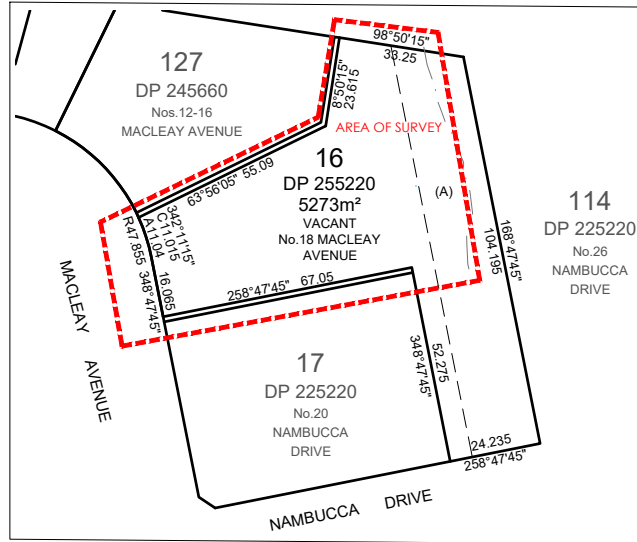 127
DP 245660
Nos.12-16
MACLEAY AVENUE
98°50'15"
33.25
8°50'15"
23.615
AREA OF SURVEY
63°56'05" 55.09
16
DP 255220
5273m²
VACANT
No.18 MACLEAY
AVENUE
(A)
114
DP 225220
No.26
NAMBUCCA
DRIVE
168°47'45"
104.195
342°11'15"
C11.015
A11.04
R47.855
348°47'45"
16.065
258°47'45" 67.05
MACLEAY AVENUE
17
DP 225220
No.20
NAMBUCCA
DRIVE
348°47'45"
52.275
24.235
258°47'45"
NAMBUCCA DRIVE